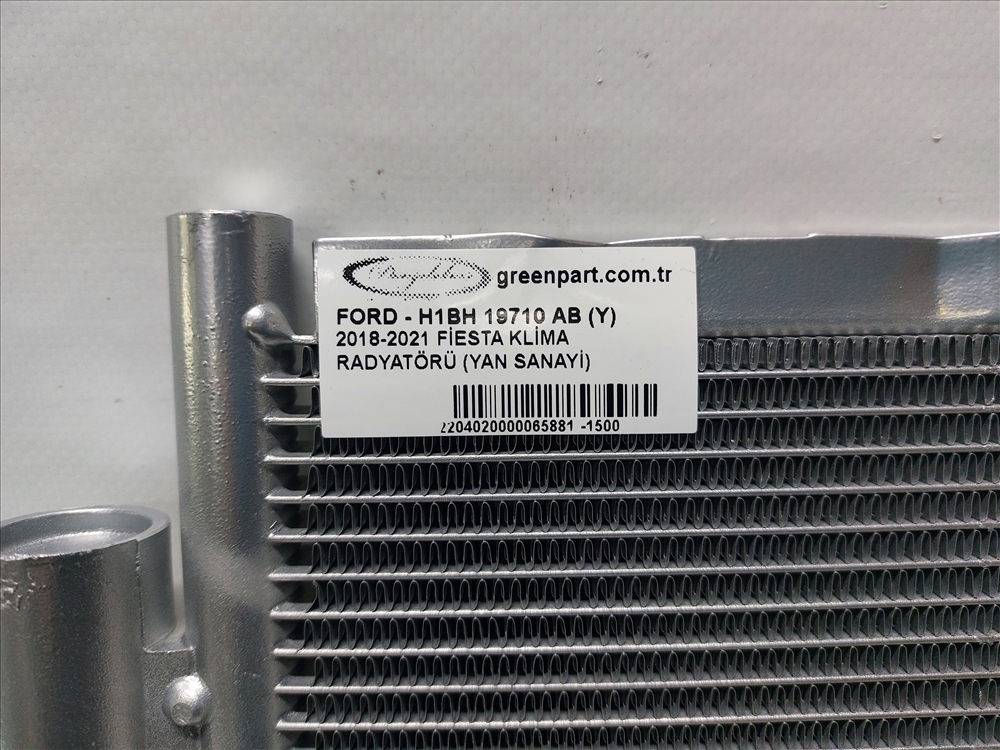 greenpart.com.tr
FORD - H1BH 19710 AB (Y)
2018-2021 FİESTA KLİMA
RADYATÖRÜ (YAN SANAYİ)
2204020000065881 -1500